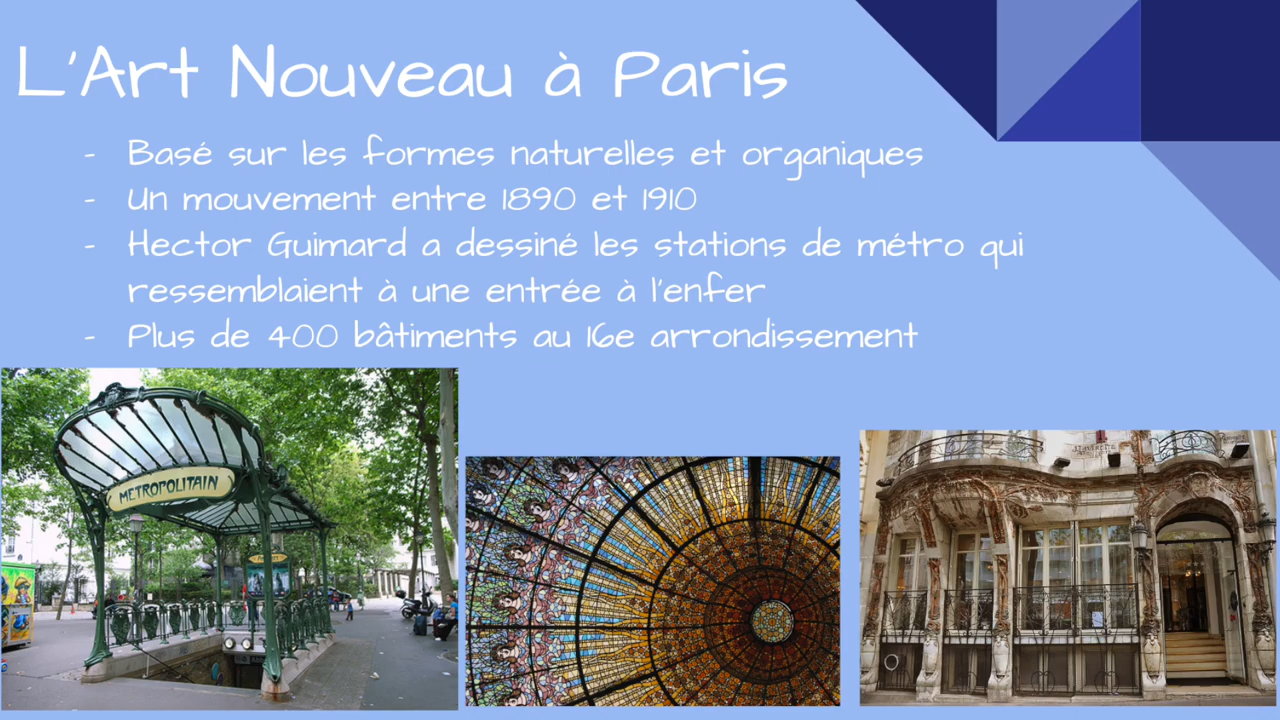 L'Art Nouveau à Paris
- Basé sur les formes naturelles et organiques
- Un mouvement entre 1890 et 1910
- Hector Guimard a dessiné les stations de métro qui
ressemblaient à une entrée à l'enfer
- Plus de 400 bâtiments au 16e arrondissement
METROPOLITAIN